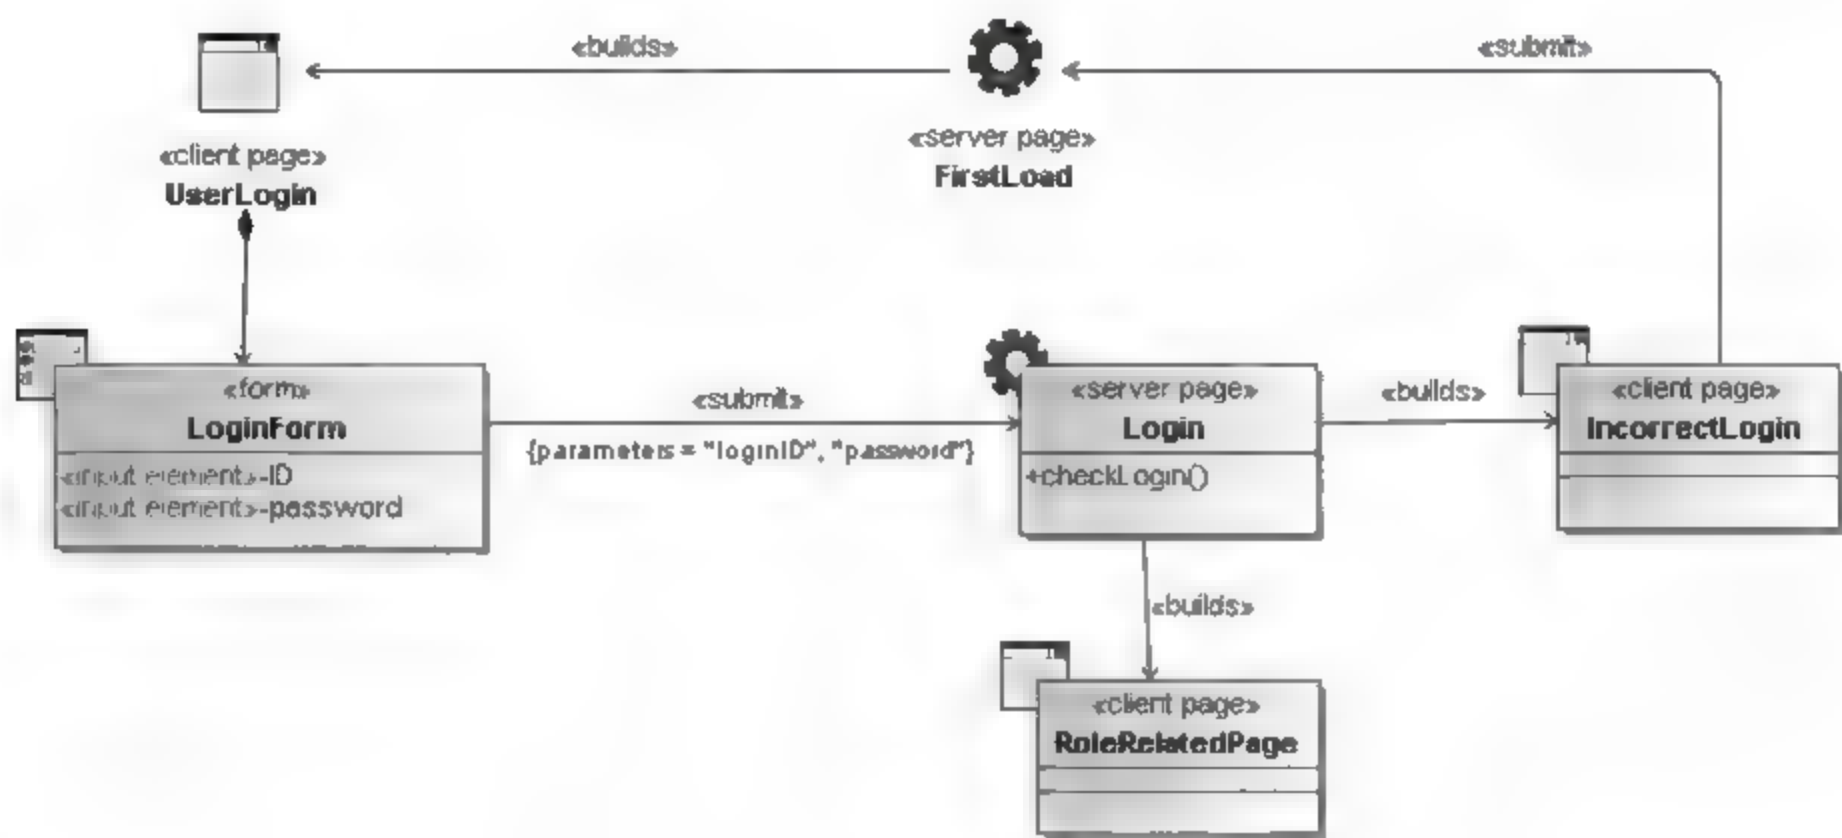 «builds»
«submit»
«client page»
UserLogin
«server page»
FirstLoad
«form»
LoginForm
«input element»-ID
«input element»-password
«submit»
{parameters = "loginID", "password"}
«server page»
Login
+checkLogin()
«builds»
«client page»
IncorrectLogin
«builds»
«client page»
RoleRelatedPage